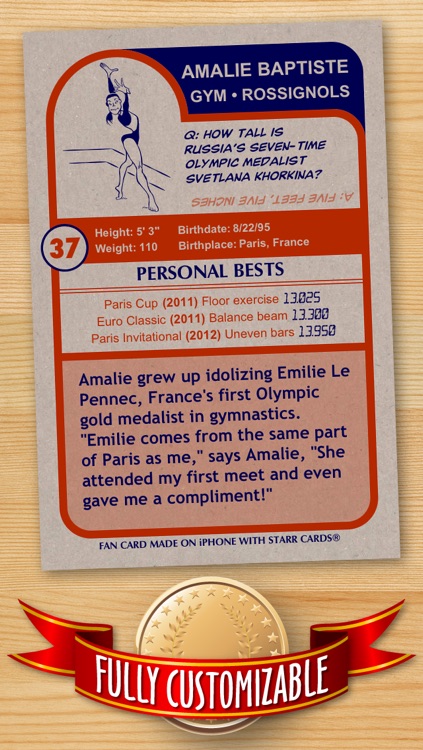 AMALIE BAPTISTE
GYM • ROSSIGNOLS
Q: HOW TALL IS
RUSSIA'S SEVEN-TIME
OLYMPIC MEDALIST
SVETLANA KHORKINA?
A: FIVE FEET, FIVE INCHES
37
Height: 5' 3" Birthdate: 8/22/95
Weight: 110 Birthplace: Paris, France
PERSONAL BESTS
Paris Cup (2011) Floor exercise 13.025
Euro Classic (2011) Balance beam 13.300
Paris Invitational (2012) Uneven bars 13.950
Amalie grew up idolizing Emilie Le
Pennec, France's first Olympic
gold medalist in gymnastics.
"Emilie comes from the same part
of Paris as me," says Amalie, "She
attended my first meet and even
gave me a compliment!"
FAN CARD MADE ON iPHONE WITH STARR CARDS®
FULLY CUSTOMIZABLE